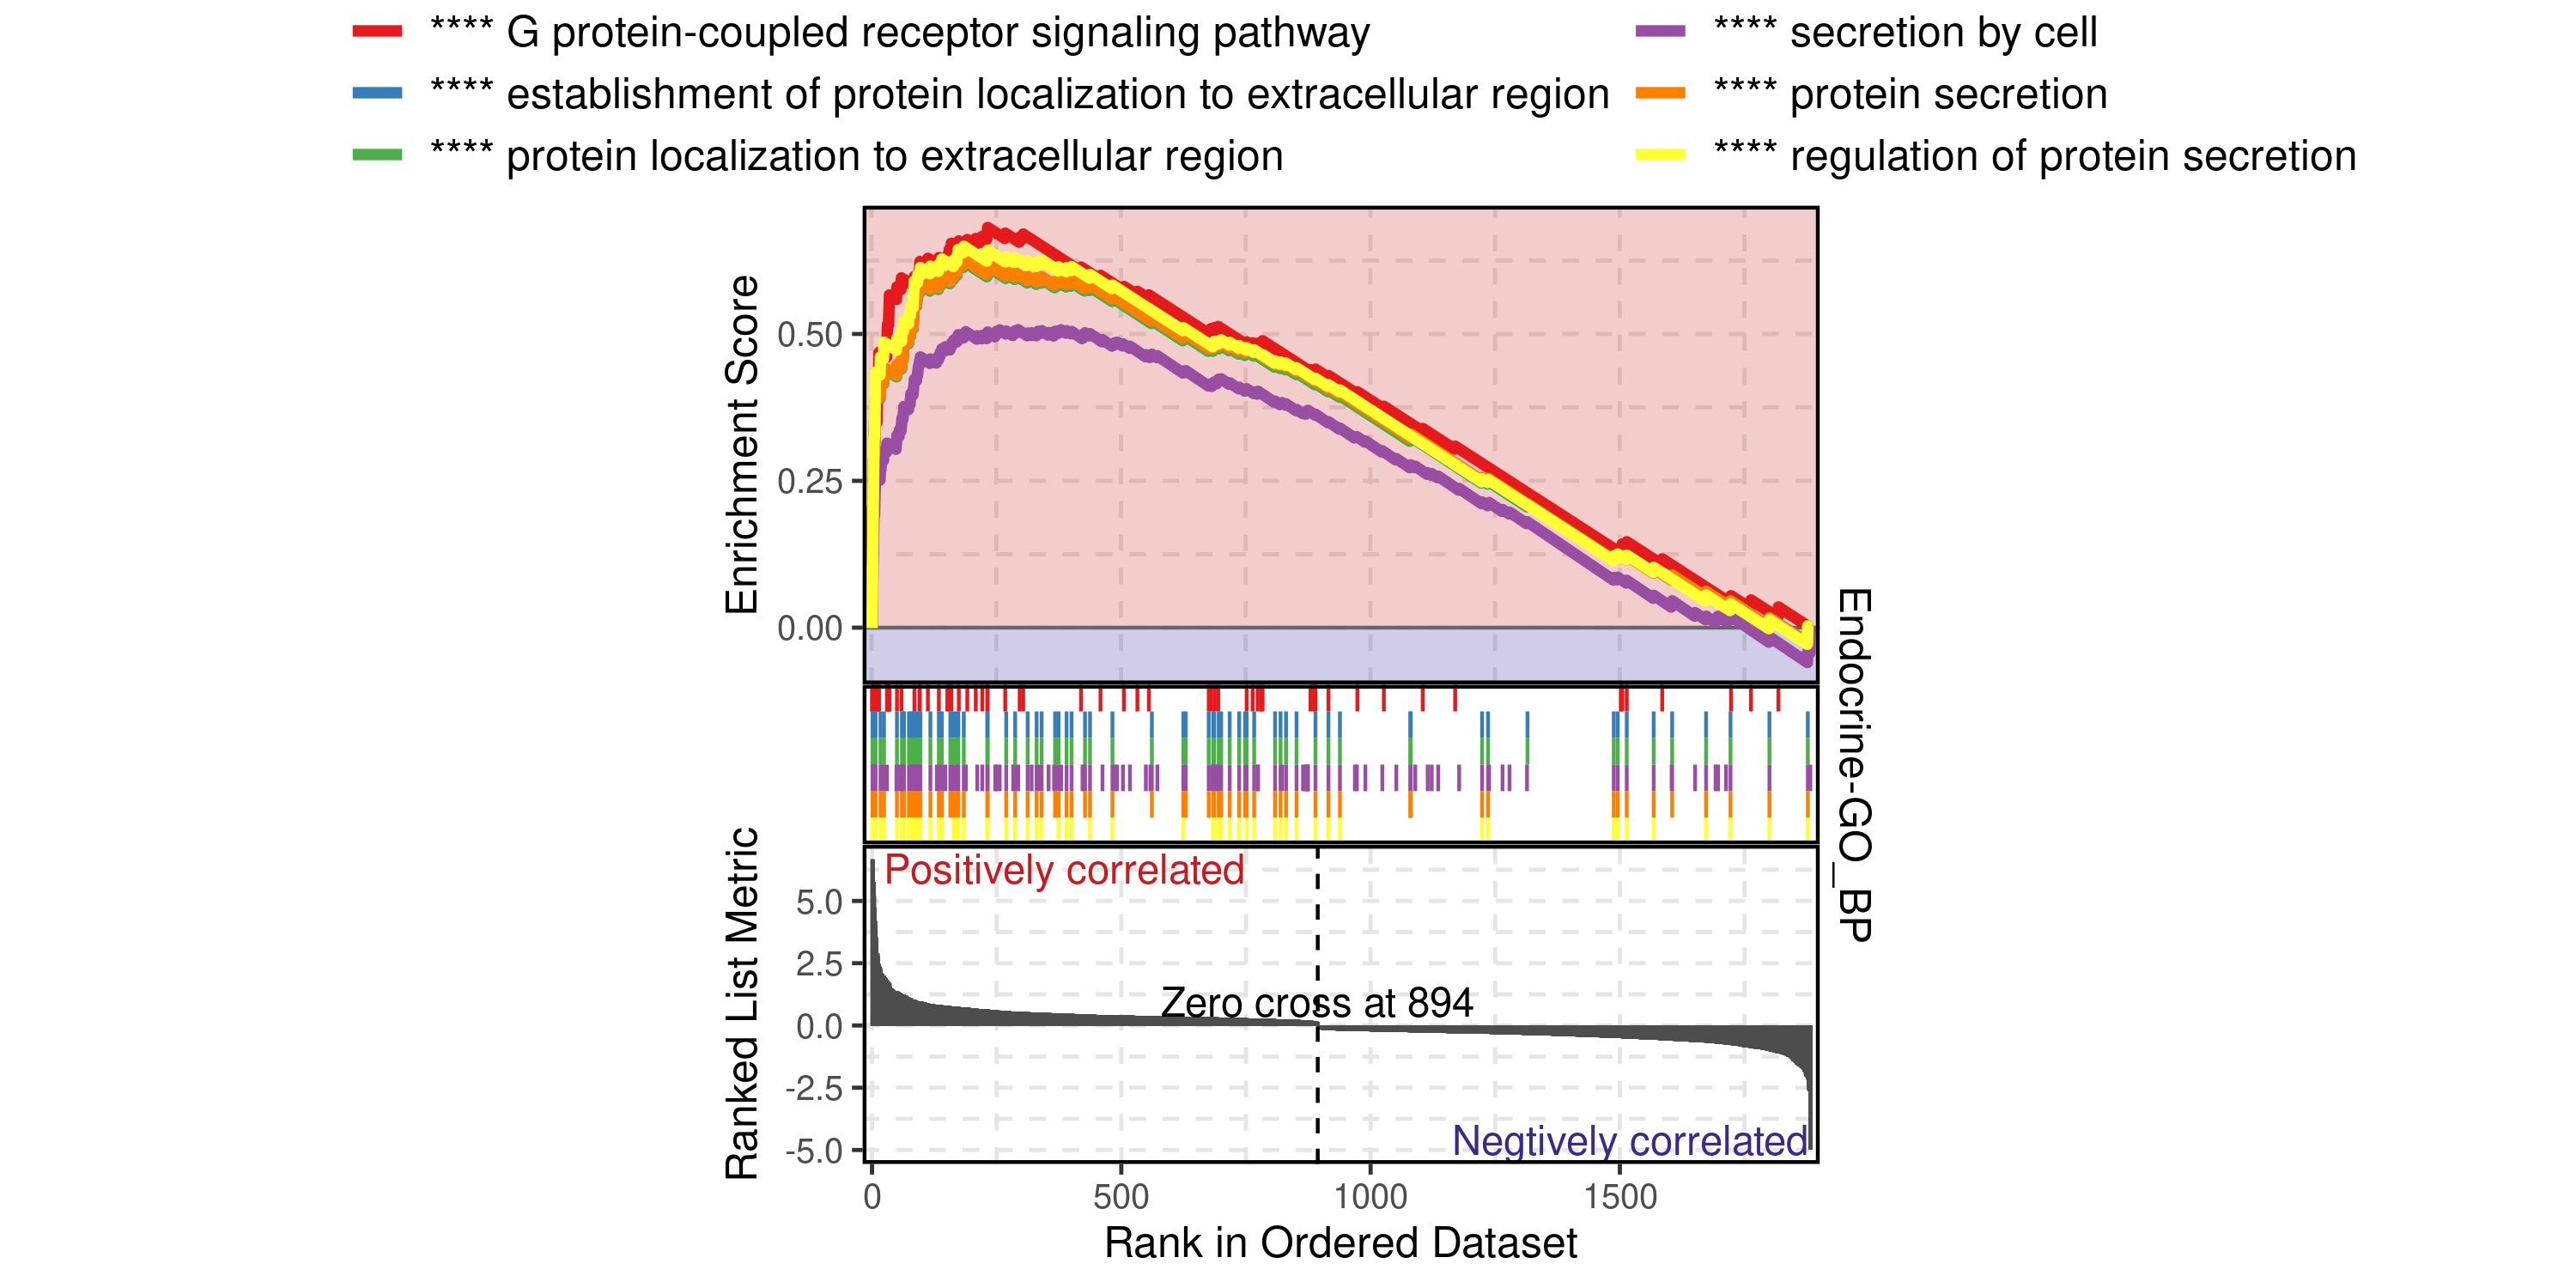 **** G protein-coupled receptor signaling pathway
**** establishment of protein localization to extracellular region
**** protein localization to extracellular region
**** secretion by cell
**** protein secretion
**** regulation of protein secretion
Enrichment Score
0.50
0.25
0.00
Endocrine-GO_BP
Ranked List Metric
5.0
2.5
0.0
-2.5
-5.0
Positively correlated
Zero cross at 894
Negtively correlated
0 500 1000 1500
Rank in Ordered Dataset